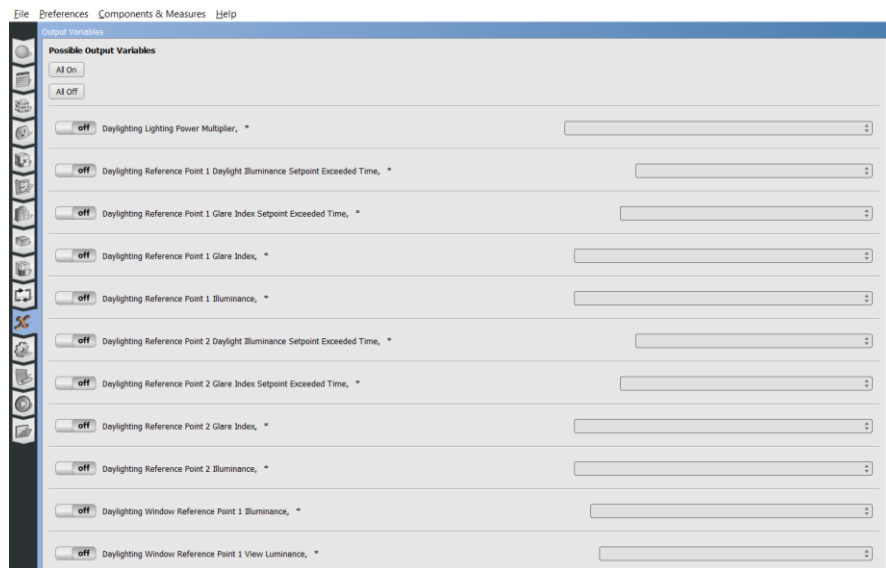 File Preferences Components & Measures Help
Output Variables
Possible Output Variables
All On
All Off
off Daylighting Lighting Power Multiplier, *
off Daylighting Reference Point 1 Daylight Illuminance Setpoint Exceeded Time, *
off Daylighting Reference Point 1 Glare Index Setpoint Exceeded Time, *
off Daylighting Reference Point 1 Glare Index, *
off Daylighting Reference Point 1 Illuminance, *
off Daylighting Reference Point 2 Daylight Illuminance Setpoint Exceeded Time, *
off Daylighting Reference Point 2 Glare Index Setpoint Exceeded Time, *
off Daylighting Reference Point 2 Glare Index, *
off Daylighting Reference Point 2 Illuminance, *
off Daylighting Window Reference Point 1 Illuminance, *
off Daylighting Window Reference Point 1 View Luminance, *